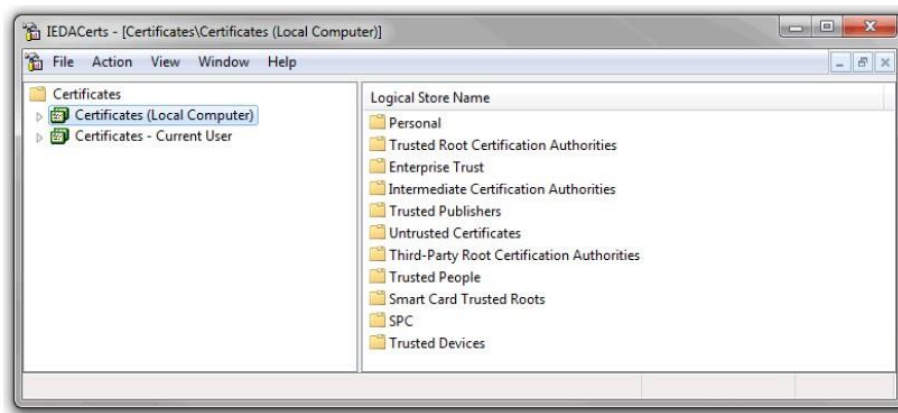 IEDACerts - [Certificates\Certificates (Local Computer)]
File Action View Window Help
Certificates
Certificates (Local Computer)
Certificates - Current User
Logical Store Name
Personal
Trusted Root Certification Authorities
Enterprise Trust
Intermediate Certification Authorities
Trusted Publishers
Untrusted Certificates
Third-Party Root Certification Authorities
Trusted People
Smart Card Trusted Roots
SPC
Trusted Devices